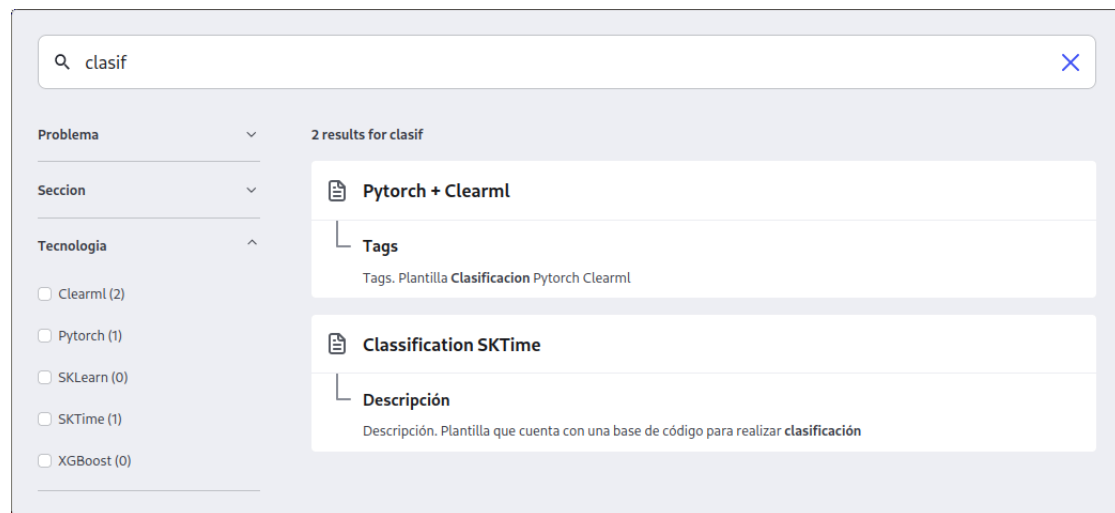 clasif
Problema
Seccion
Tecnologia
Clearml (2)
Pytorch (1)
SKLearn (0)
SKTime (1)
XGBoost (0)
2 results for clasif
Pytorch + Clearml
Tags
Tags. Plantilla Clasificacion Pytorch Clearml
Classification SKTime
Descripción
Descripción. Plantilla que cuenta con una base de código para realizar clasificación